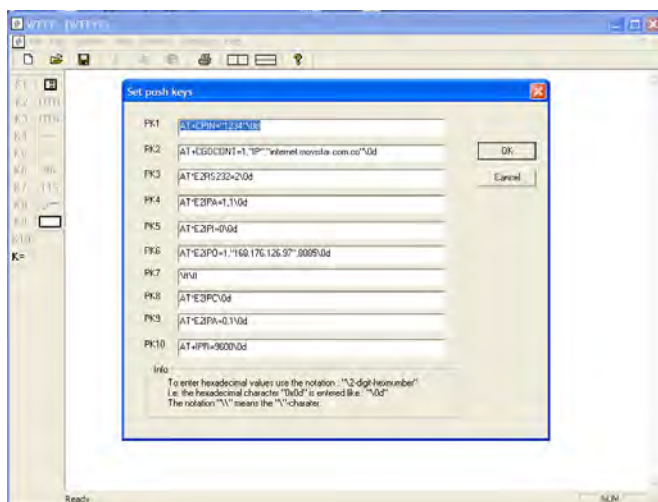 Set push keys
PK1 AT+CPIN="1234"\0d
PK2 AT+CGDCONT=1,"IP","internet.movistar.com.co"\0d
OK
PK3 AT*E2RS232=2\0d
Cancel
PK4 AT*E2IPA=1,1\0d
PK5 AT*E2IPI=0\0d
PK6 AT*E2IPO=1,"168.176.126.97",8005\0d
PK7
PK8 AT*E2IPC\0d
PK9 AT*E2IPA=0,1\0d
PK10 AT+IPR=9600\0d
Info
To enter hexadecimal values use the notation : "\2-digit-hexnumber"
i.e. the hexadecimal character "0x0d" is entered like : "\0d"
The notation "\\" means the "\"-charater
K=
Ready
NUM